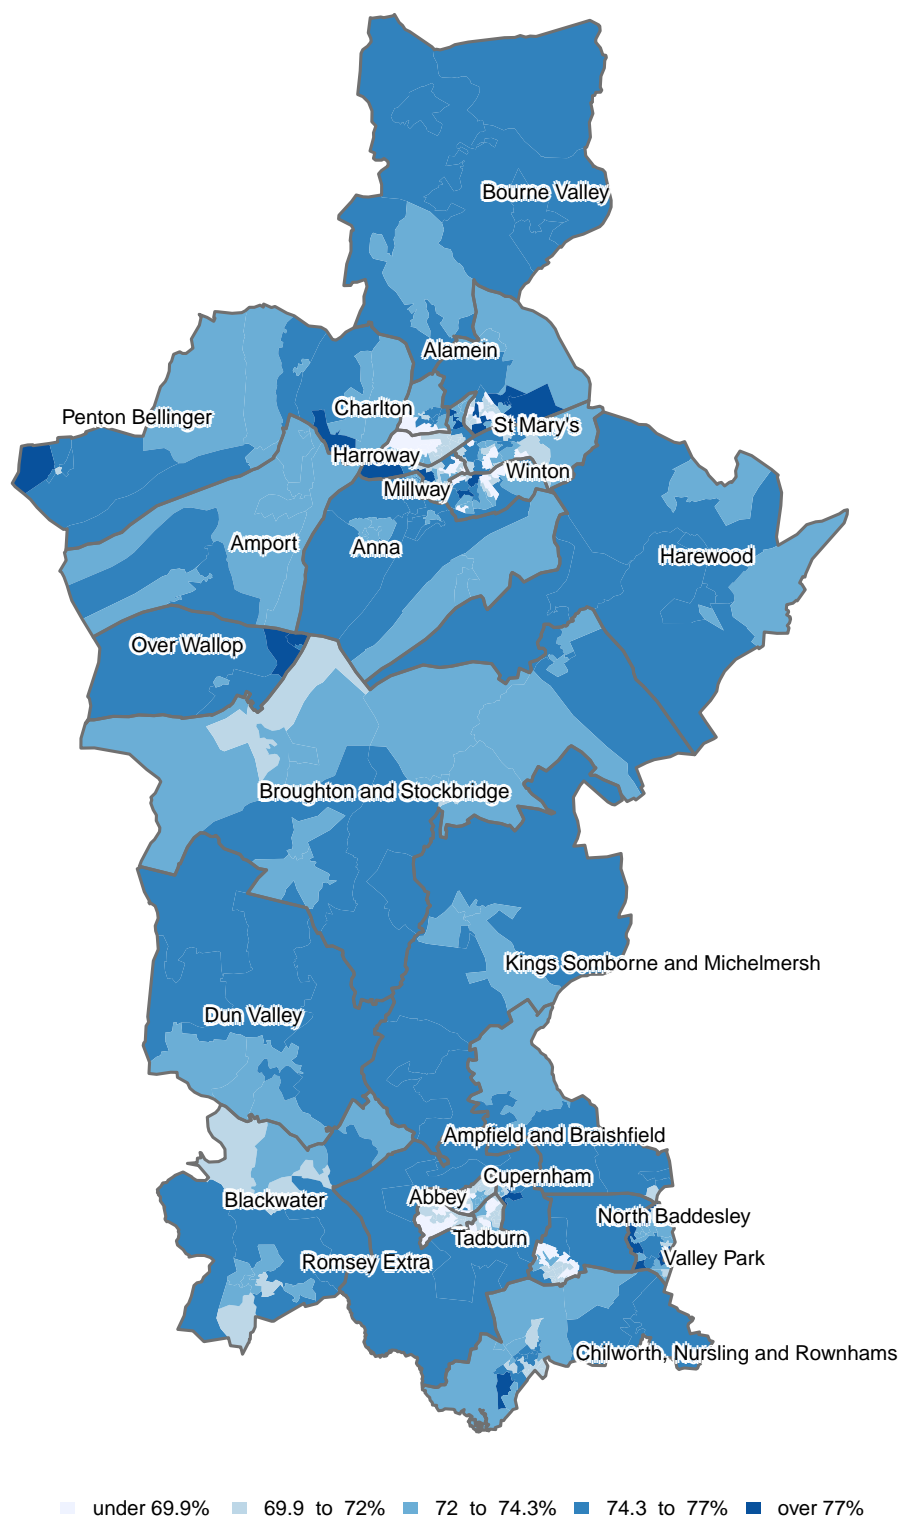 Bourne Valley
Alamein
Charlton
Penton Bellinger
St Mary's
Harroway
Winton
Millway
Amport
Anna
Harewood
Over Wallop
Broughton and Stockbridge
Kings Somborne and Michelmersh
Dun Valley
Ampfield and Braishfield
Cupernham
Abbey
Blackwater
North Baddesley
Tadburn
Valley Park
Romsey Extra
Chilworth, Nursling and Rownhams
under 69.9% 69.9 to 72% 72 to 74.3% 74.3 to 77% over 77%